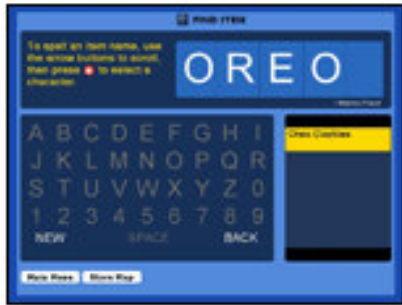 FIND ITEM
To spell an item name, use
the arrow buttons to scroll,
then press to select a
character.
OREO
A B C D E F G H I
J K L M N O P Q R
S T U V W X Y Z 0
1 2 3 4 5 6 7 8 9
NEW SPACE BACK
Oreo Cookies
Main Menu Store Map